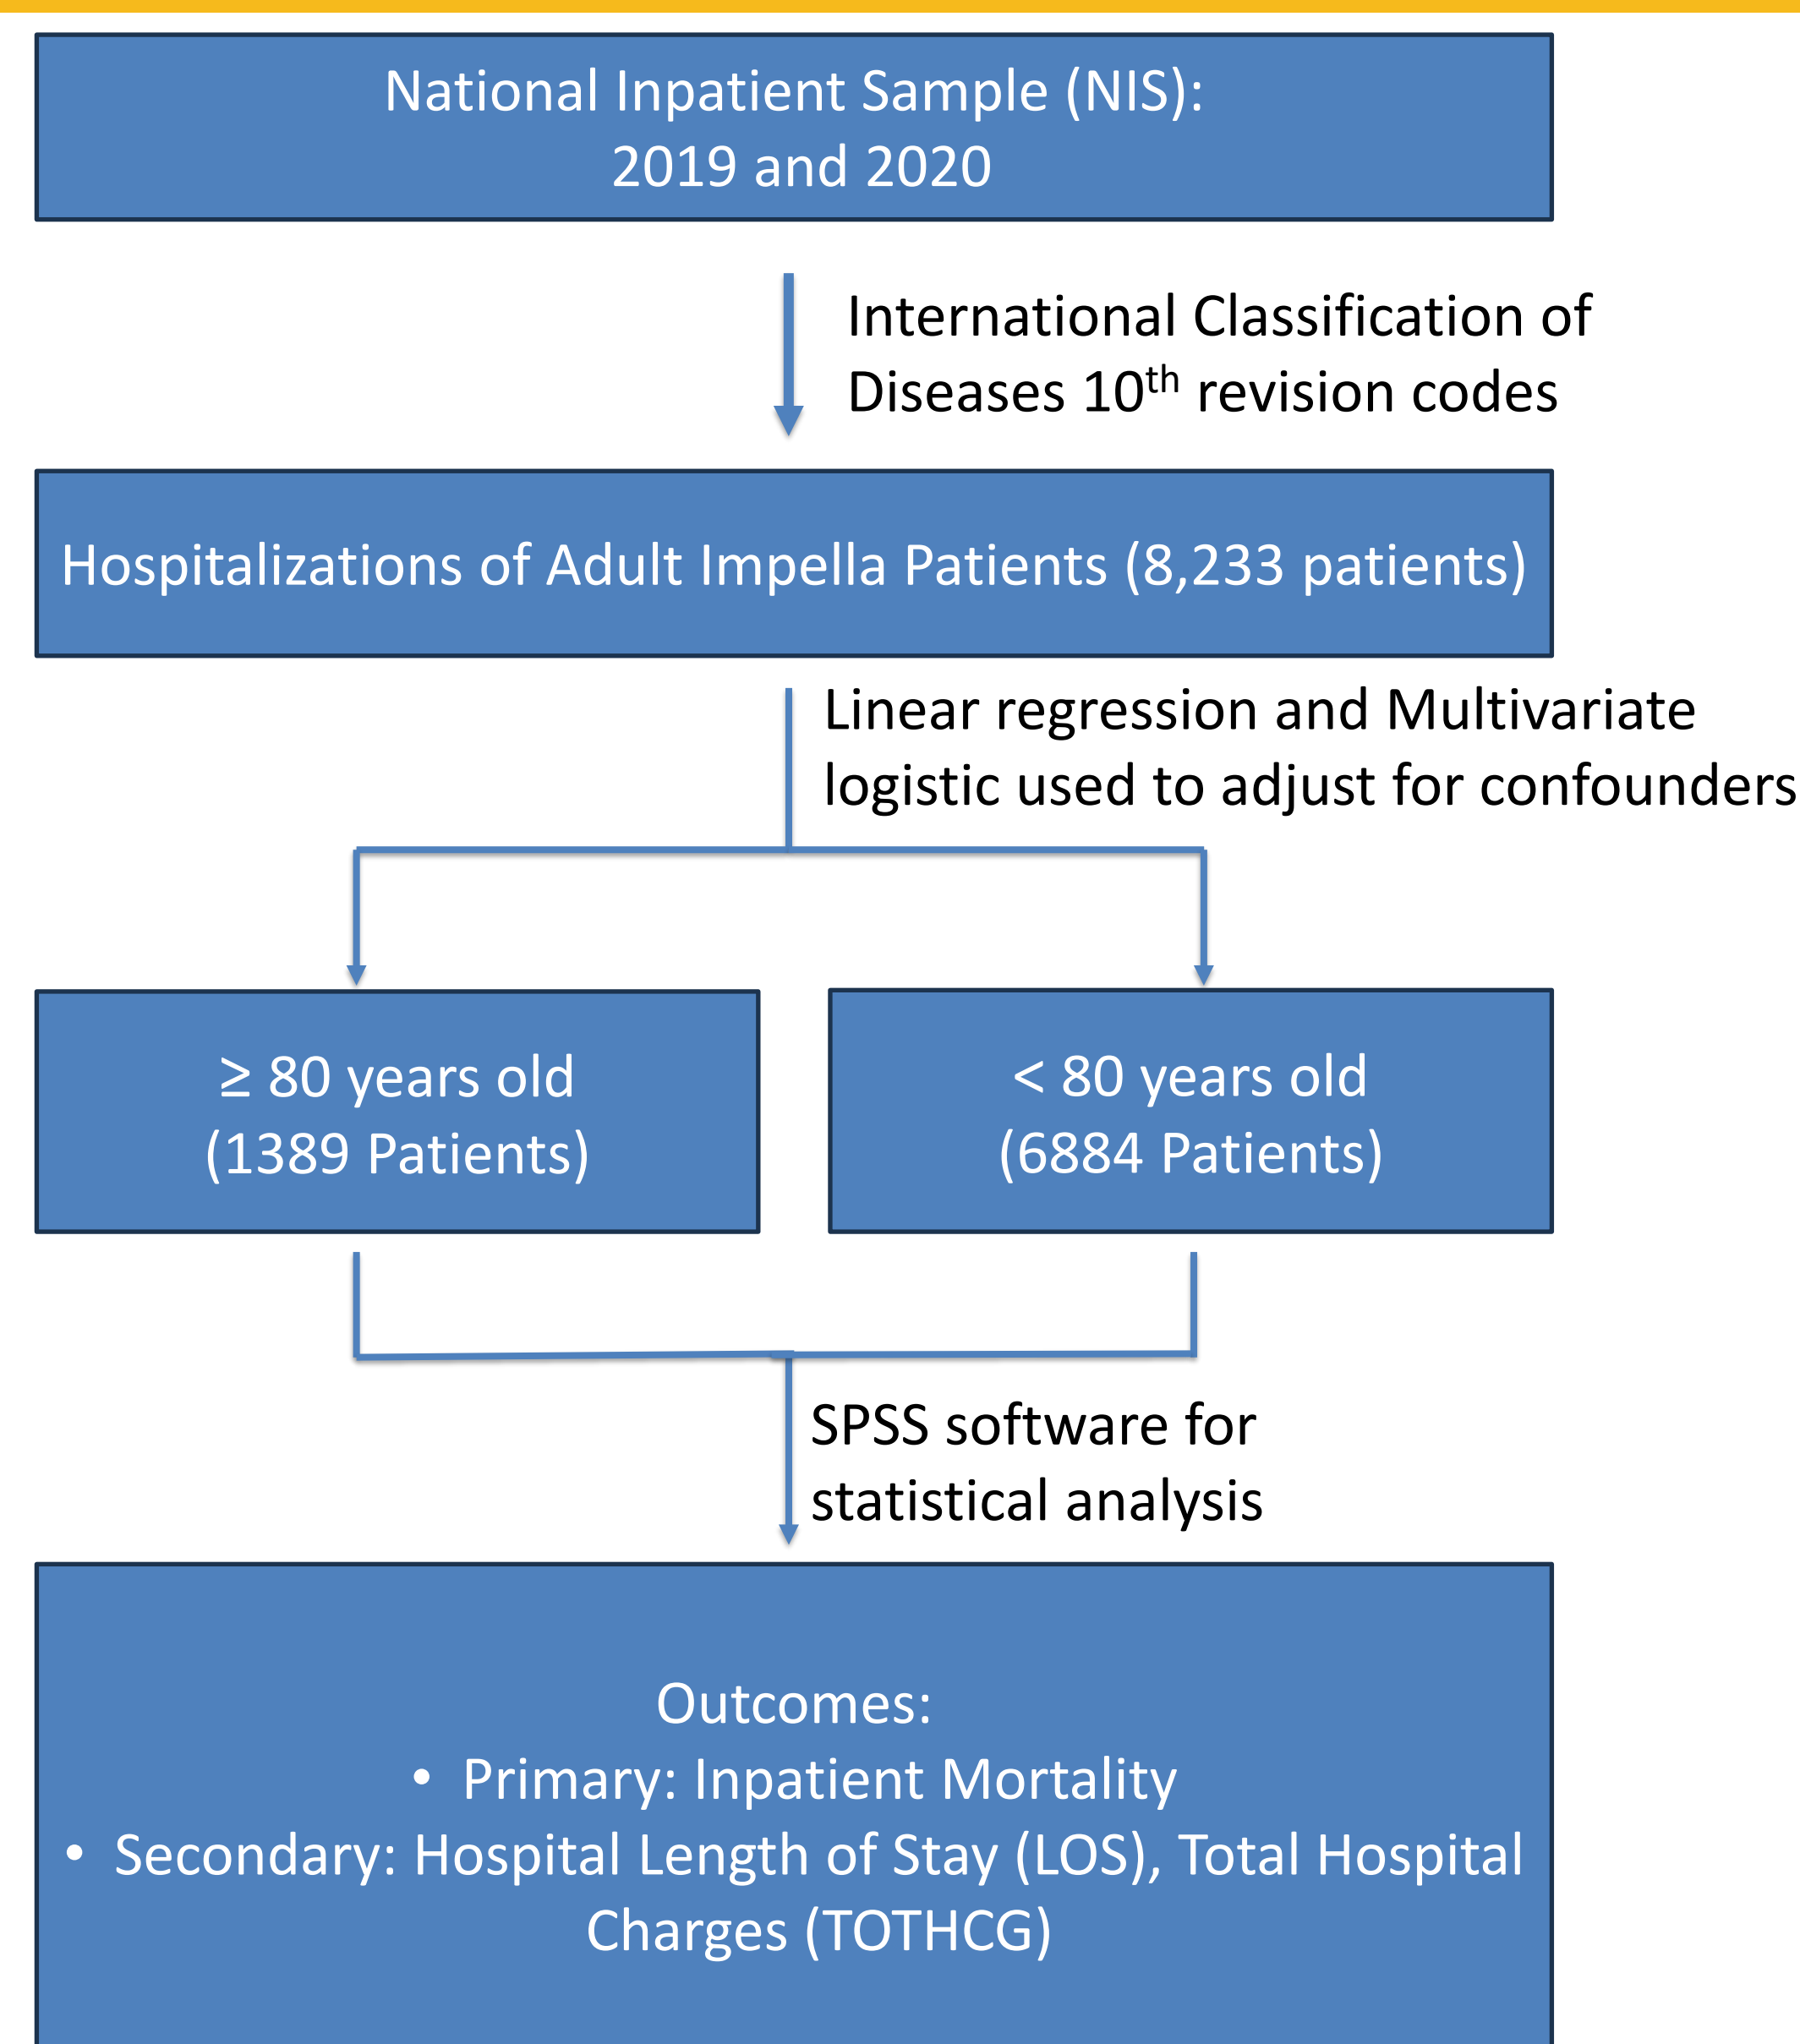 National Inpatient Sample (NIS):
2019 and 2020
International Classification of
Diseases 10th revision codes
Hospitalizations of Adult Impella Patients (8,233 patients)
Linear regression and Multivariate
logistic used to adjust for confounders
≥ 80 years old
(1389 Patients)
< 80 years old
(6884 Patients)
SPSS software for
statistical analysis
Outcomes:
• Primary: Inpatient Mortality
• Secondary: Hospital Length of Stay (LOS), Total Hospital
Charges (TOTHCG)